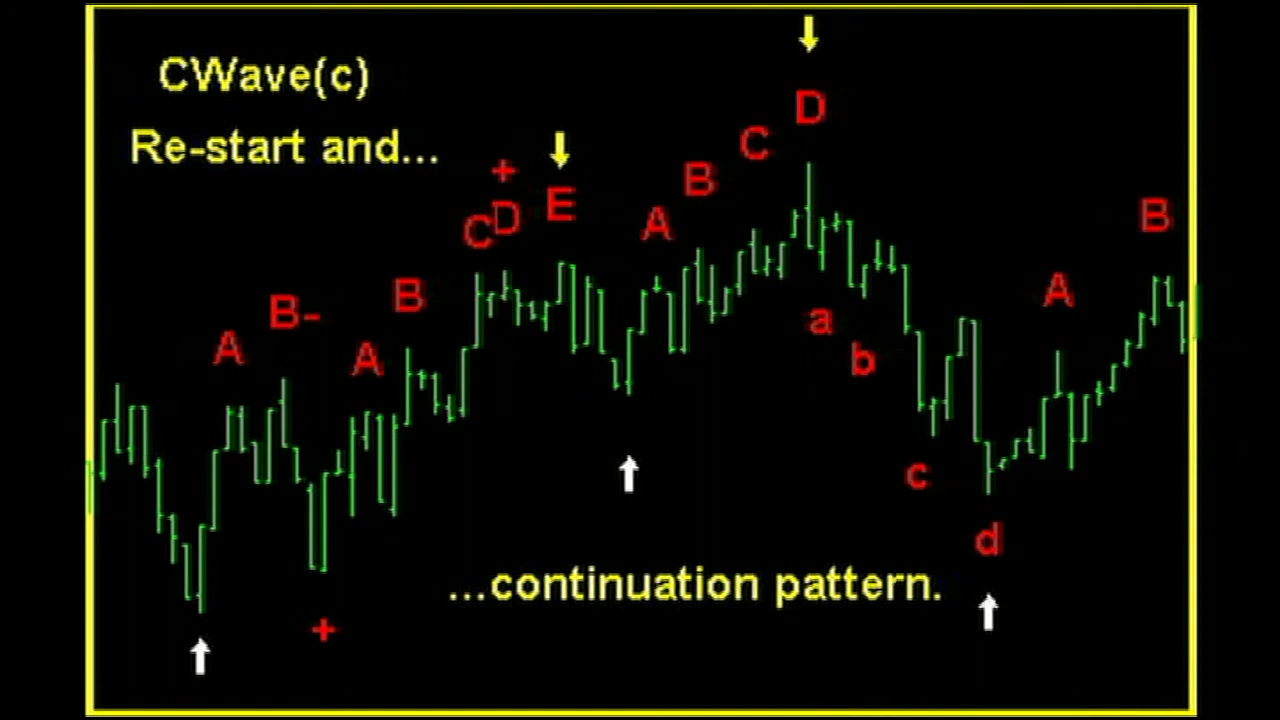 CWave(c)
Re-start and...
D
C
B
+
E
A
C D
B
A
B-
A
B
A
a
b
c
d
+
...continuation pattern.